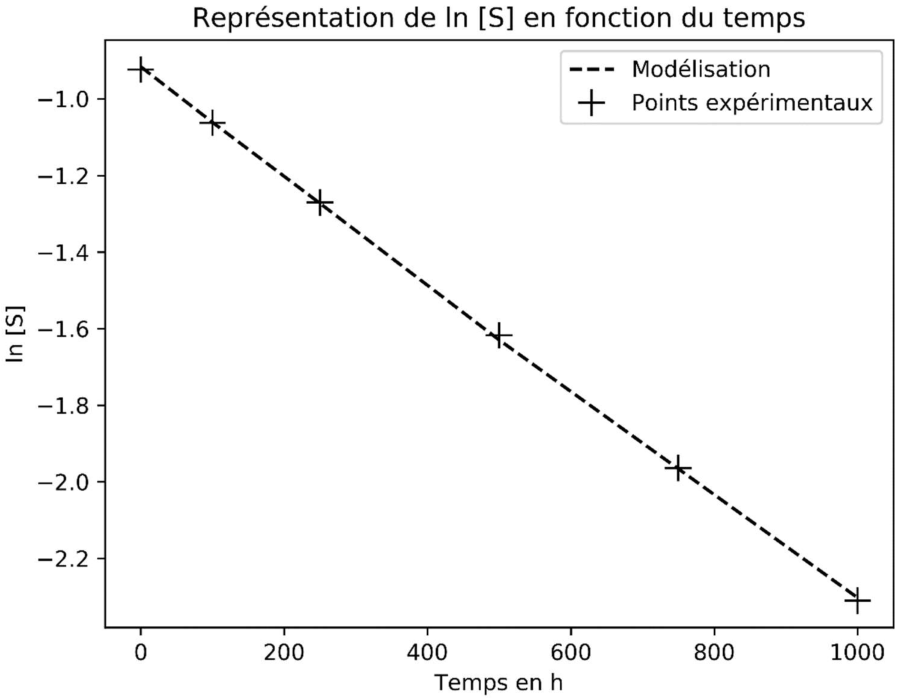 Représentation de ln [S] en fonction du temps
Modélisation
Points expérimentaux
−1.0
−1.2
−1.4
−1.6
−1.8
−2.0
−2.2
ln [S]
0 200 400 600 800 1000
Temps en h